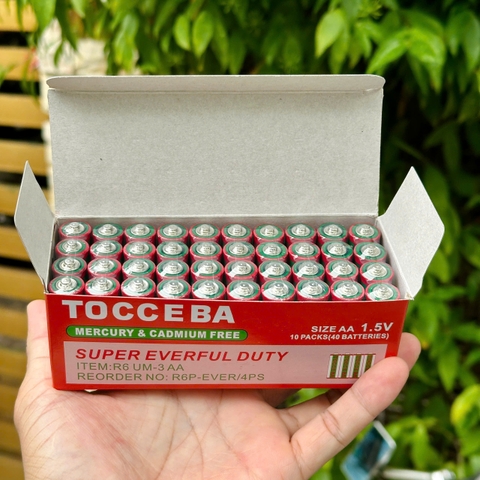 TOCCEBA
MERCURY & CADMIUM FREE
SIZE AA 1.5V
10 PACKS(40 BATTERIES)
SUPER EVERFUL DUTY
ITEM:R6 UM-3 AA
REORDER NO: R6P-EVER/4PS